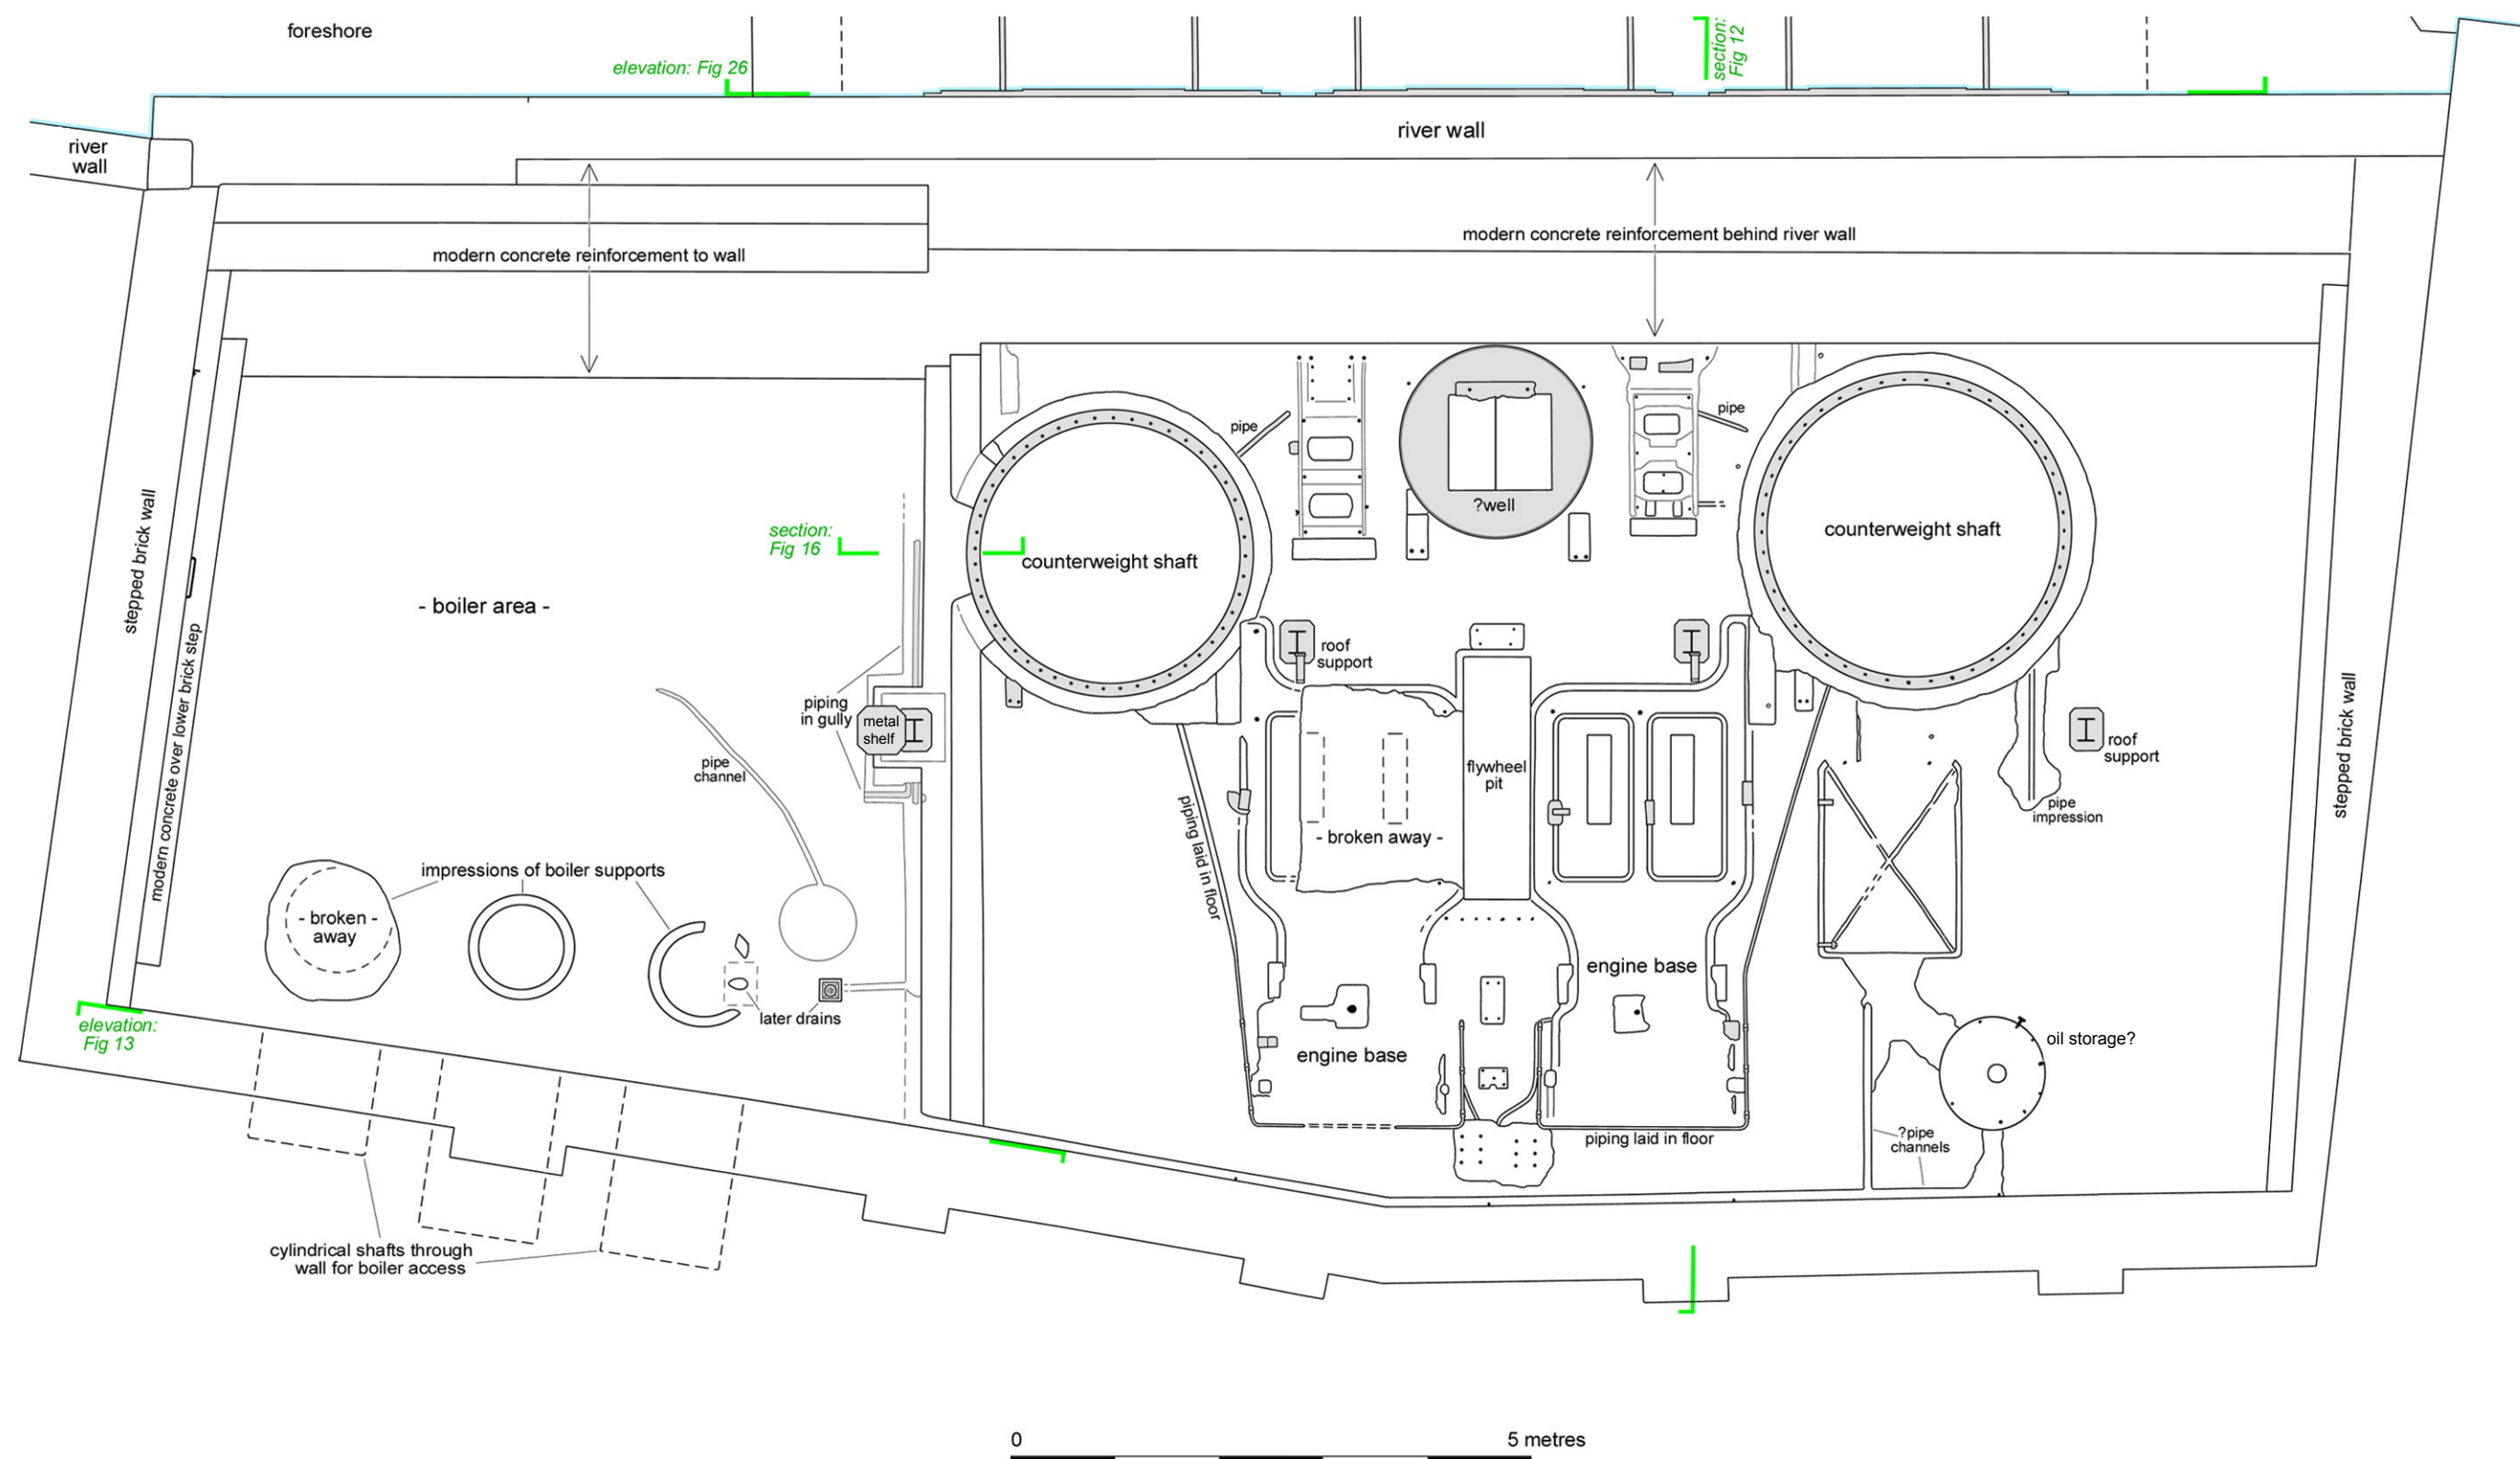 foreshore
elevation: Fig 26
section:
Fig 12
river wall
river
wall
modern concrete reinforcement to wall
modern concrete reinforcement behind river wall
pipe
pipe
?well
stepped brick wall
section:
Fig 16
counterweight shaft
counterweight shaft
- boiler area -
modern concrete over lower brick step
roof
support
piping
in gully
metal
shelf
pipe
channel
flywheel
pit
roof
support
stepped brick wall
piping laid in floor
- broken away -
pipe
impression
impressions of boiler supports
- broken -
away
engine base
later drains
elevation:
Fig 13
engine base
oil storage?
piping laid in floor
?pipe
channels
cylindrical shafts through
wall for boiler access
0
5 metres